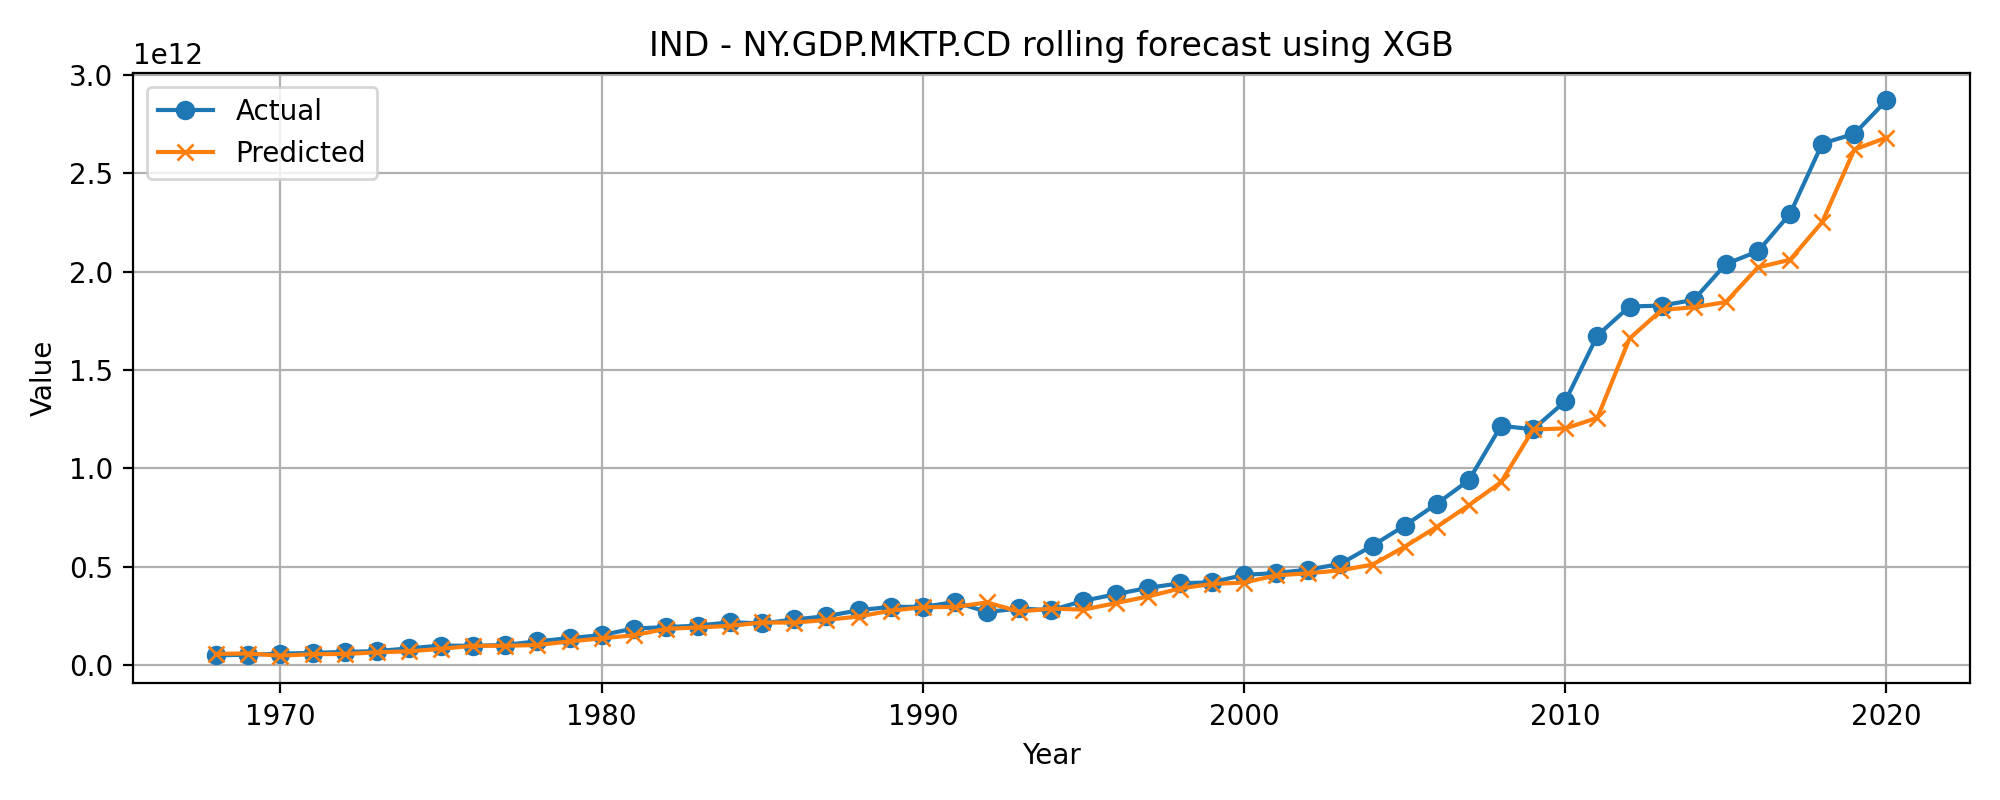 IND - NY.GDP.MKTP.CD rolling forecast using XGB
1e12
3.0
2.5
2.0
1.5
1.0
0.5
0.0
Value
Actual
Predicted
1970 1980 1990 2000 2010 2020
Year